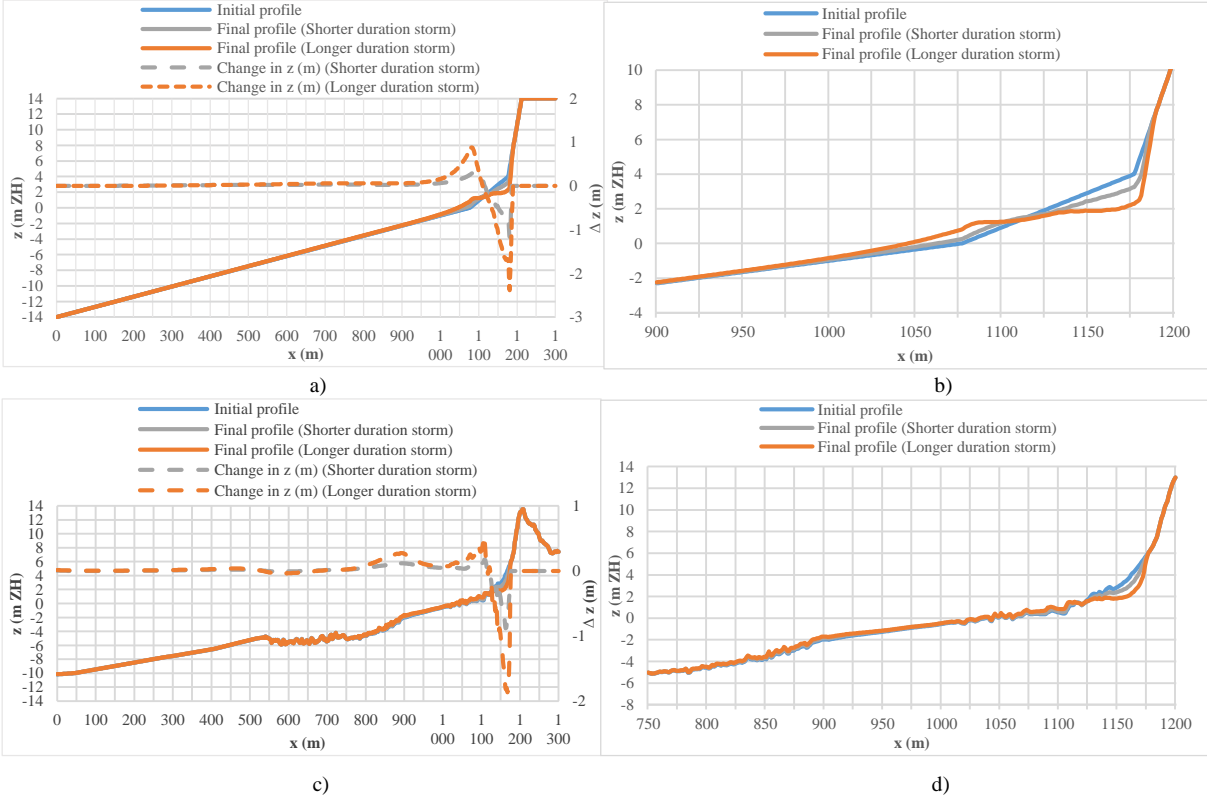 Initial profile
Final profile (Shorter duration storm)
Final profile (Longer duration storm)
Change in z (m) (Shorter duration storm)
Change in z (m) (Longer duration storm)
14
12
10
8
6
4
2
0
-2
-4
-6
-8
-10
-12
-14
z (m ZH)
2
1
0
-1
-2
-3
Δ z (m)
0 100 200 300 400 500 600 700 800 900 1 000 1 100 1 200 1 300
x (m)
a)
Initial profile
Final profile (Shorter duration storm)
Final profile (Longer duration storm)
10
8
6
4
2
0
-2
-4
z (m ZH)
900 950 1000 1050 1100 1150 1200
x (m)
b)
Initial profile
Final profile (Shorter duration storm)
Final profile (Longer duration storm)
Change in z (m) (Shorter duration storm)
Change in z (m) (Longer duration storm)
14
12
10
8
6
4
2
0
-2
-4
-6
-8
-10
-12
-14
z (m ZH)
1
0
-1
-2
Δ z (m)
0 100 200 300 400 500 600 700 800 900 1 000 1 100 1 200 1 300
x (m)
c)
Initial profile
Final profile (Shorter duration storm)
Final profile (Longer duration storm)
14
12
10
8
6
4
2
0
-2
-4
-6
-8
z (m ZH)
750 800 850 900 950 1000 1050 1100 1150 1200
x (m)
d)